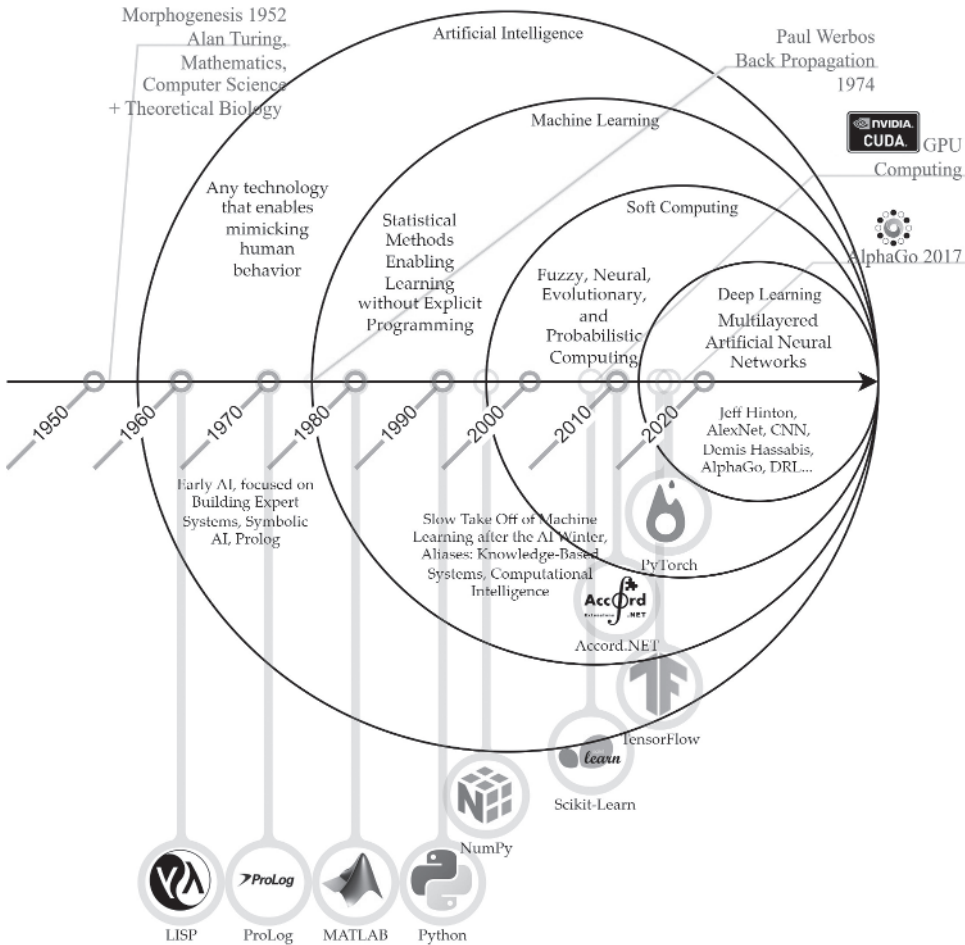 Morphogenesis 1952
Alan Turing,
Mathematics,
Computer Science
+ Theoretical Biology
Artificial Intelligence
Paul Werbos
Back Propagation
1974
Machine Learning
NVIDIA.
CUDA.
GPU
Computing
Any technology
that enables
mimicking
human
behavior
Statistical
Methods
Enabling
Learning
without Explicit
Programming
Soft Computing
Fuzzy, Neural,
Evolutionary,
and
Probabilistic
Computing
AlphaGo 2017
Deep Learning
Multilayered
Artificial Neural
Networks
1950
1960
1970
1980
1990
2000
2010
2020
Jeff Hinton,
AlexNet, CNN,
Demis Hassabis,
AlphaGo, DRL...
Early AI, focused on
Building Expert
Systems, Symbolic
AI, Prolog
Slow Take Off of Machine
Learning after the AI Winter,
Aliases: Knowledge-Based
Systems, Computational
Intelligence
PyTorch
Accord
Extensions .NET
Accord.NET
TensorFlow
learn
Scikit-Learn
NumPy
ProLog
LISP
ProLog
MATLAB
Python